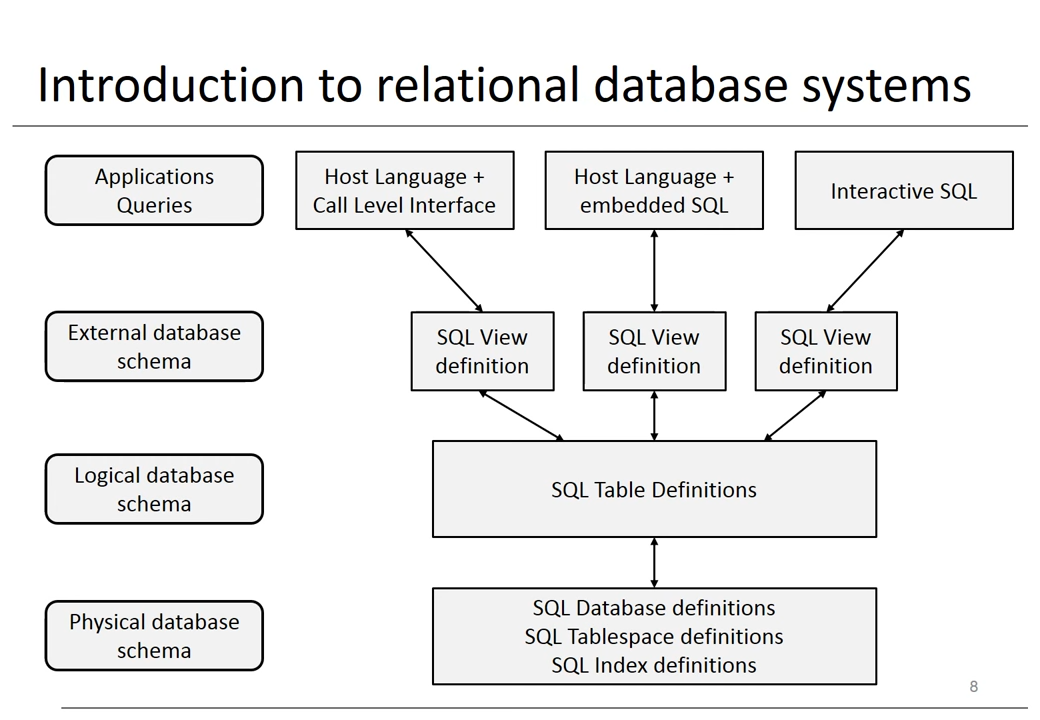 Introduction to relational database systems
Applications
Queries
Host Language +
Call Level Interface
Host Language +
embedded SQL
Interactive SQL
External database
schema
SQL View
definition
SQL View
definition
SQL View
definition
Logical database
schema
SQL Table Definitions
Physical database
schema
SQL Database definitions
SQL Tablespace definitions
SQL Index definitions
8